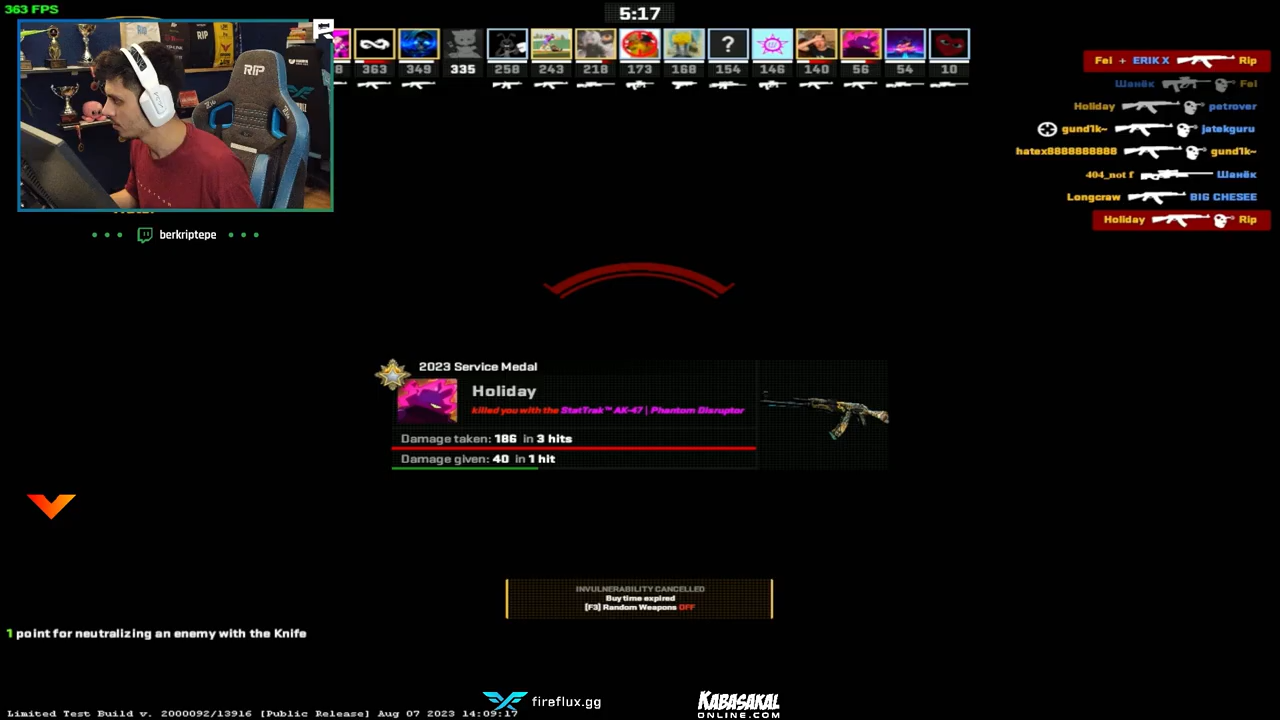 363 FPS
5:17
RIP
363 349 335 250 243 218 173 168 154 146 140 56 54 10
Fei + ERIK X Rip
Шанёк Fei
Holiday petrover
gund1k~ jatekguru
hatex8888888888 gund1k~
404_not f Шанёк
Longcraw BIG CHESEE
Holiday Rip
berkriptepe
2023 Service Medal
Holiday
killed you with the StatTrak™ AK-47 | Phantom Disruptor
Damage taken: 186 in 3 hits
Damage given: 40 in 1 hit
INVULNERABILITY CANCELLED
Buy time expired
[F3] Random Weapons OFF
1 point for neutralizing an enemy with the Knife
fireflux.gg
KABASAKAL
ONLINE.COM
Limited Test Build v. 2000092/13916 [Public Release] Aug 07 2023 14:09:17